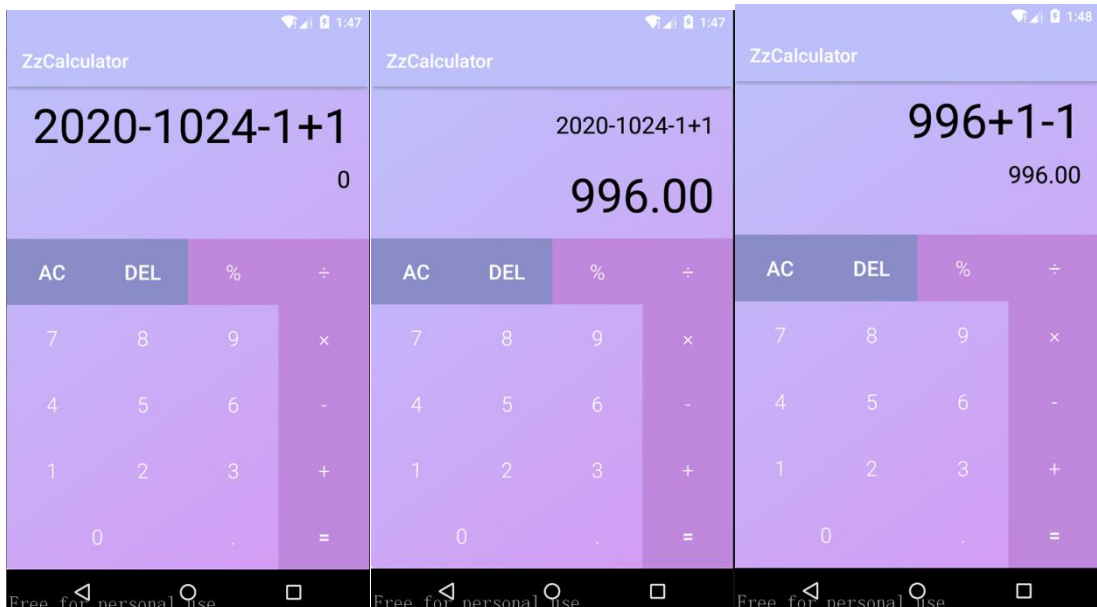 1:47
ZzCalculator
2020-1024-1+1
0
AC DEL % ÷
7 8 9 ×
4 5 6 -
1 2 3 +
0 . =
Free for personal use
1:47
ZzCalculator
2020-1024-1+1
996.00
AC DEL % ÷
7 8 9 ×
4 5 6 -
1 2 3 +
0 . =
Free for personal use
1:48
ZzCalculator
996+1-1
996.00
AC DEL % ÷
7 8 9 ×
4 5 6 -
1 2 3 +
0 . =
Free for personal use